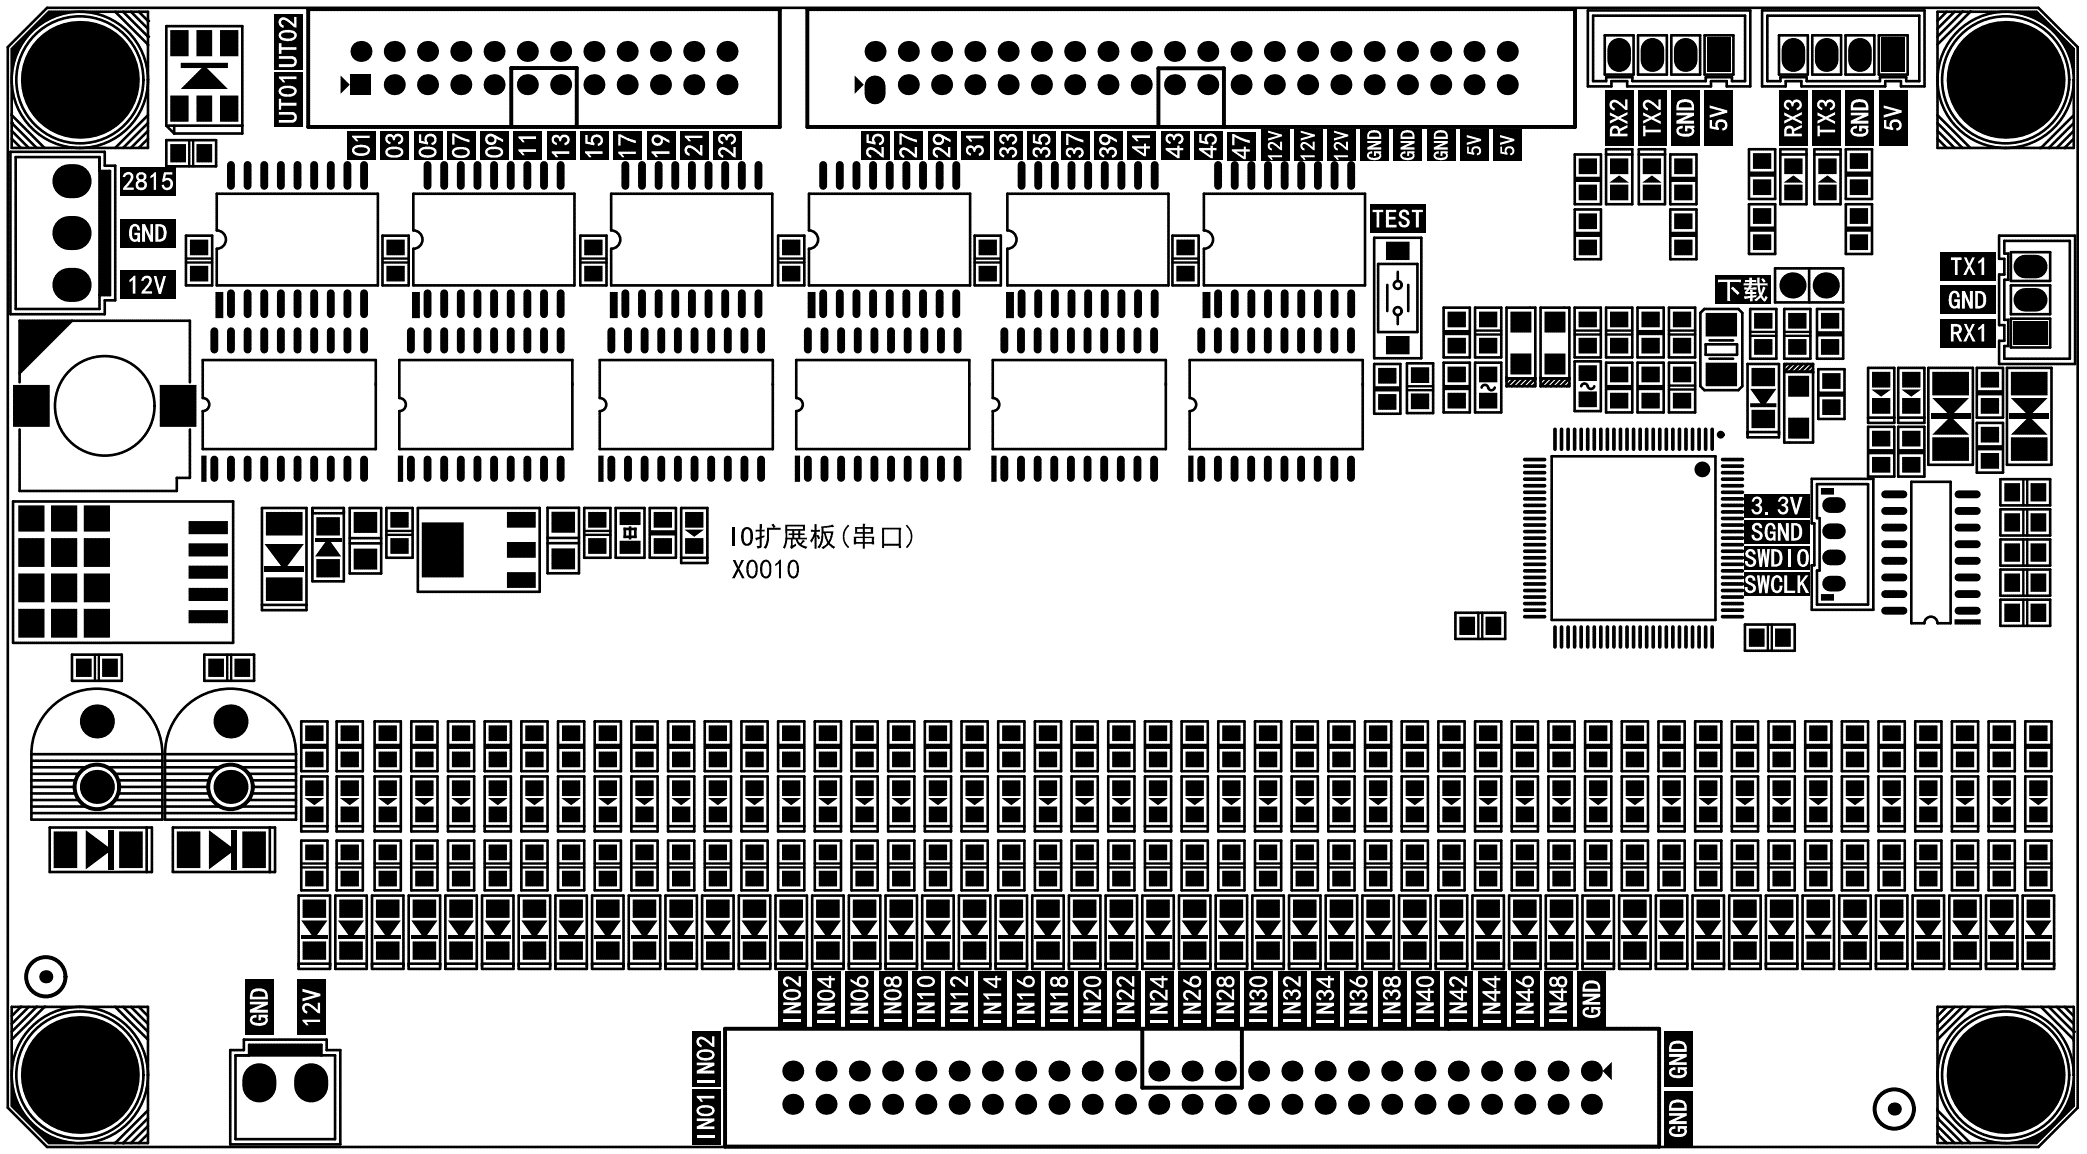 UTO1 UTO2
01 03 05 07 09 11 13 15 17 19 21 23
25 27 29 31 33 35 37 39 41 43 45 47 12V 12V 12V GND GND GND 5V 5V
RX2 TX2 GND 5V
RX3 TX3 GND 5V
2815
GND
12V
TEST
下载
TX1
GND
RX1
3.3V
SGND
SWDIO
SWCLK
IO扩展板(串口)
X0010
中
GND 12V
IN02 IN04 IN06 IN08 IN10 IN12 IN14 IN16 IN18 IN20 IN22 IN24 IN26 IN28 IN30 IN32 IN34 IN36 IN38 IN40 IN42 IN44 IN46 IN48 GND
INO1 INO2
GND GND